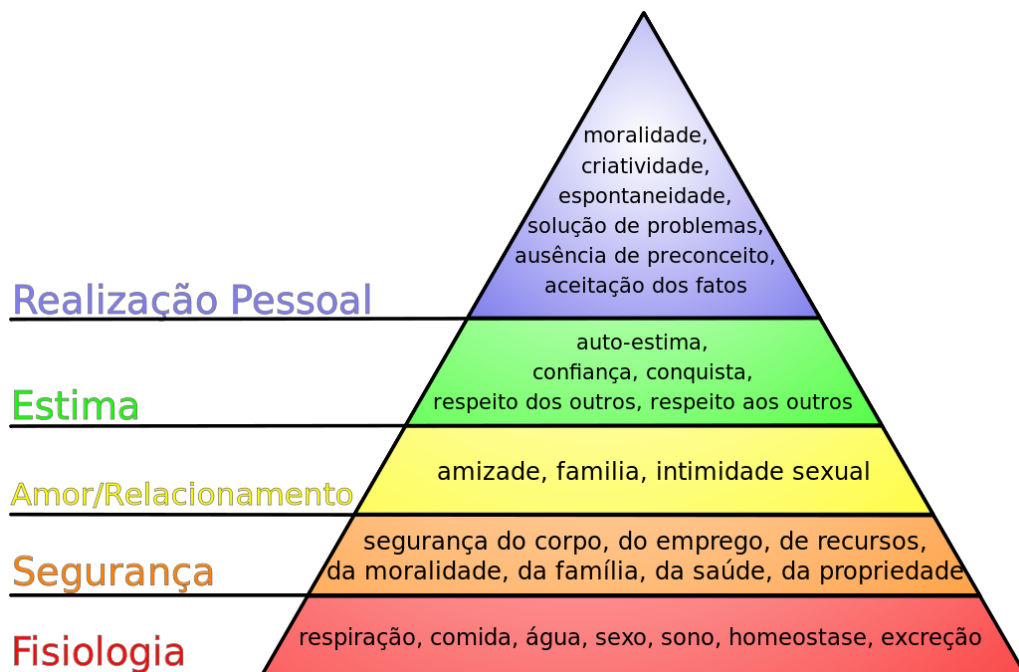 moralidade,
criatividade,
espontaneidade,
solução de problemas,
ausência de preconceito,
aceitação dos fatos
Realização Pessoal
auto-estima,
confiança, conquista,
respeito dos outros, respeito aos outros
Estima
amizade, familia, intimidade sexual
Amor/Relacionamento
segurança do corpo, do emprego, de recursos,
da moralidade, da família, da saúde, da propriedade
Segurança
respiração, comida, água, sexo, sono, homeostase, excreção
Fisiologia